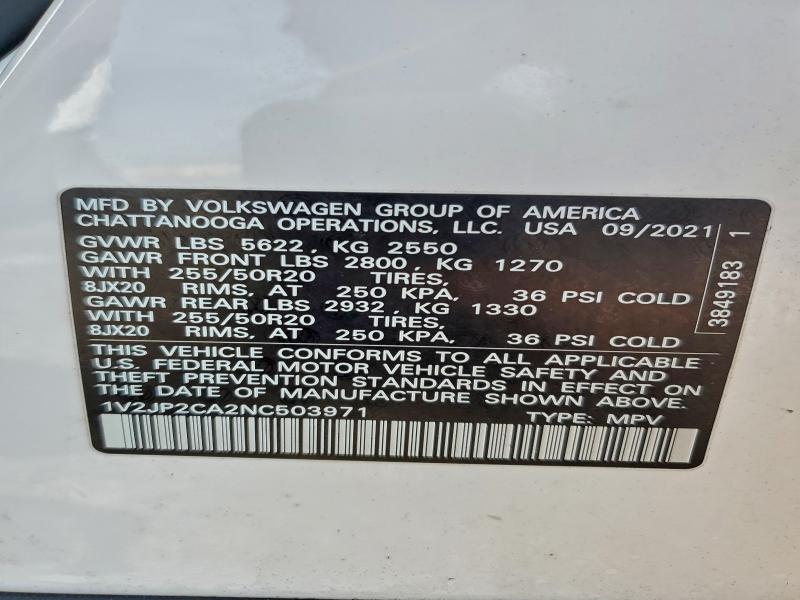 MFD BY VOLKSWAGEN GROUP OF AMERICA
CHATTANOOGA OPERATIONS, LLC. USA 09/2021
GVWR LBS 5622, KG 2550
GAWR FRONT LBS 2800, KG 1270
WITH 255/50R20 TIRES,
8JX20 RIMS, AT 250 KPA, 36 PSI COLD
GAWR REAR LBS 2932, KG 1330
WITH 255/50R20 TIRES,
8JX20 RIMS, AT 250 KPA, 36 PSI COLD
THIS VEHICLE CONFORMS TO ALL APPLICABLE
U.S. FEDERAL MOTOR VEHICLE SAFETY AND
THEFT PREVENTION STANDARDS IN EFFECT ON
THE DATE OF MANUFACTURE SHOWN ABOVE.
1V2JP2CA2NC503971 TYPE: MPV
3849183 1